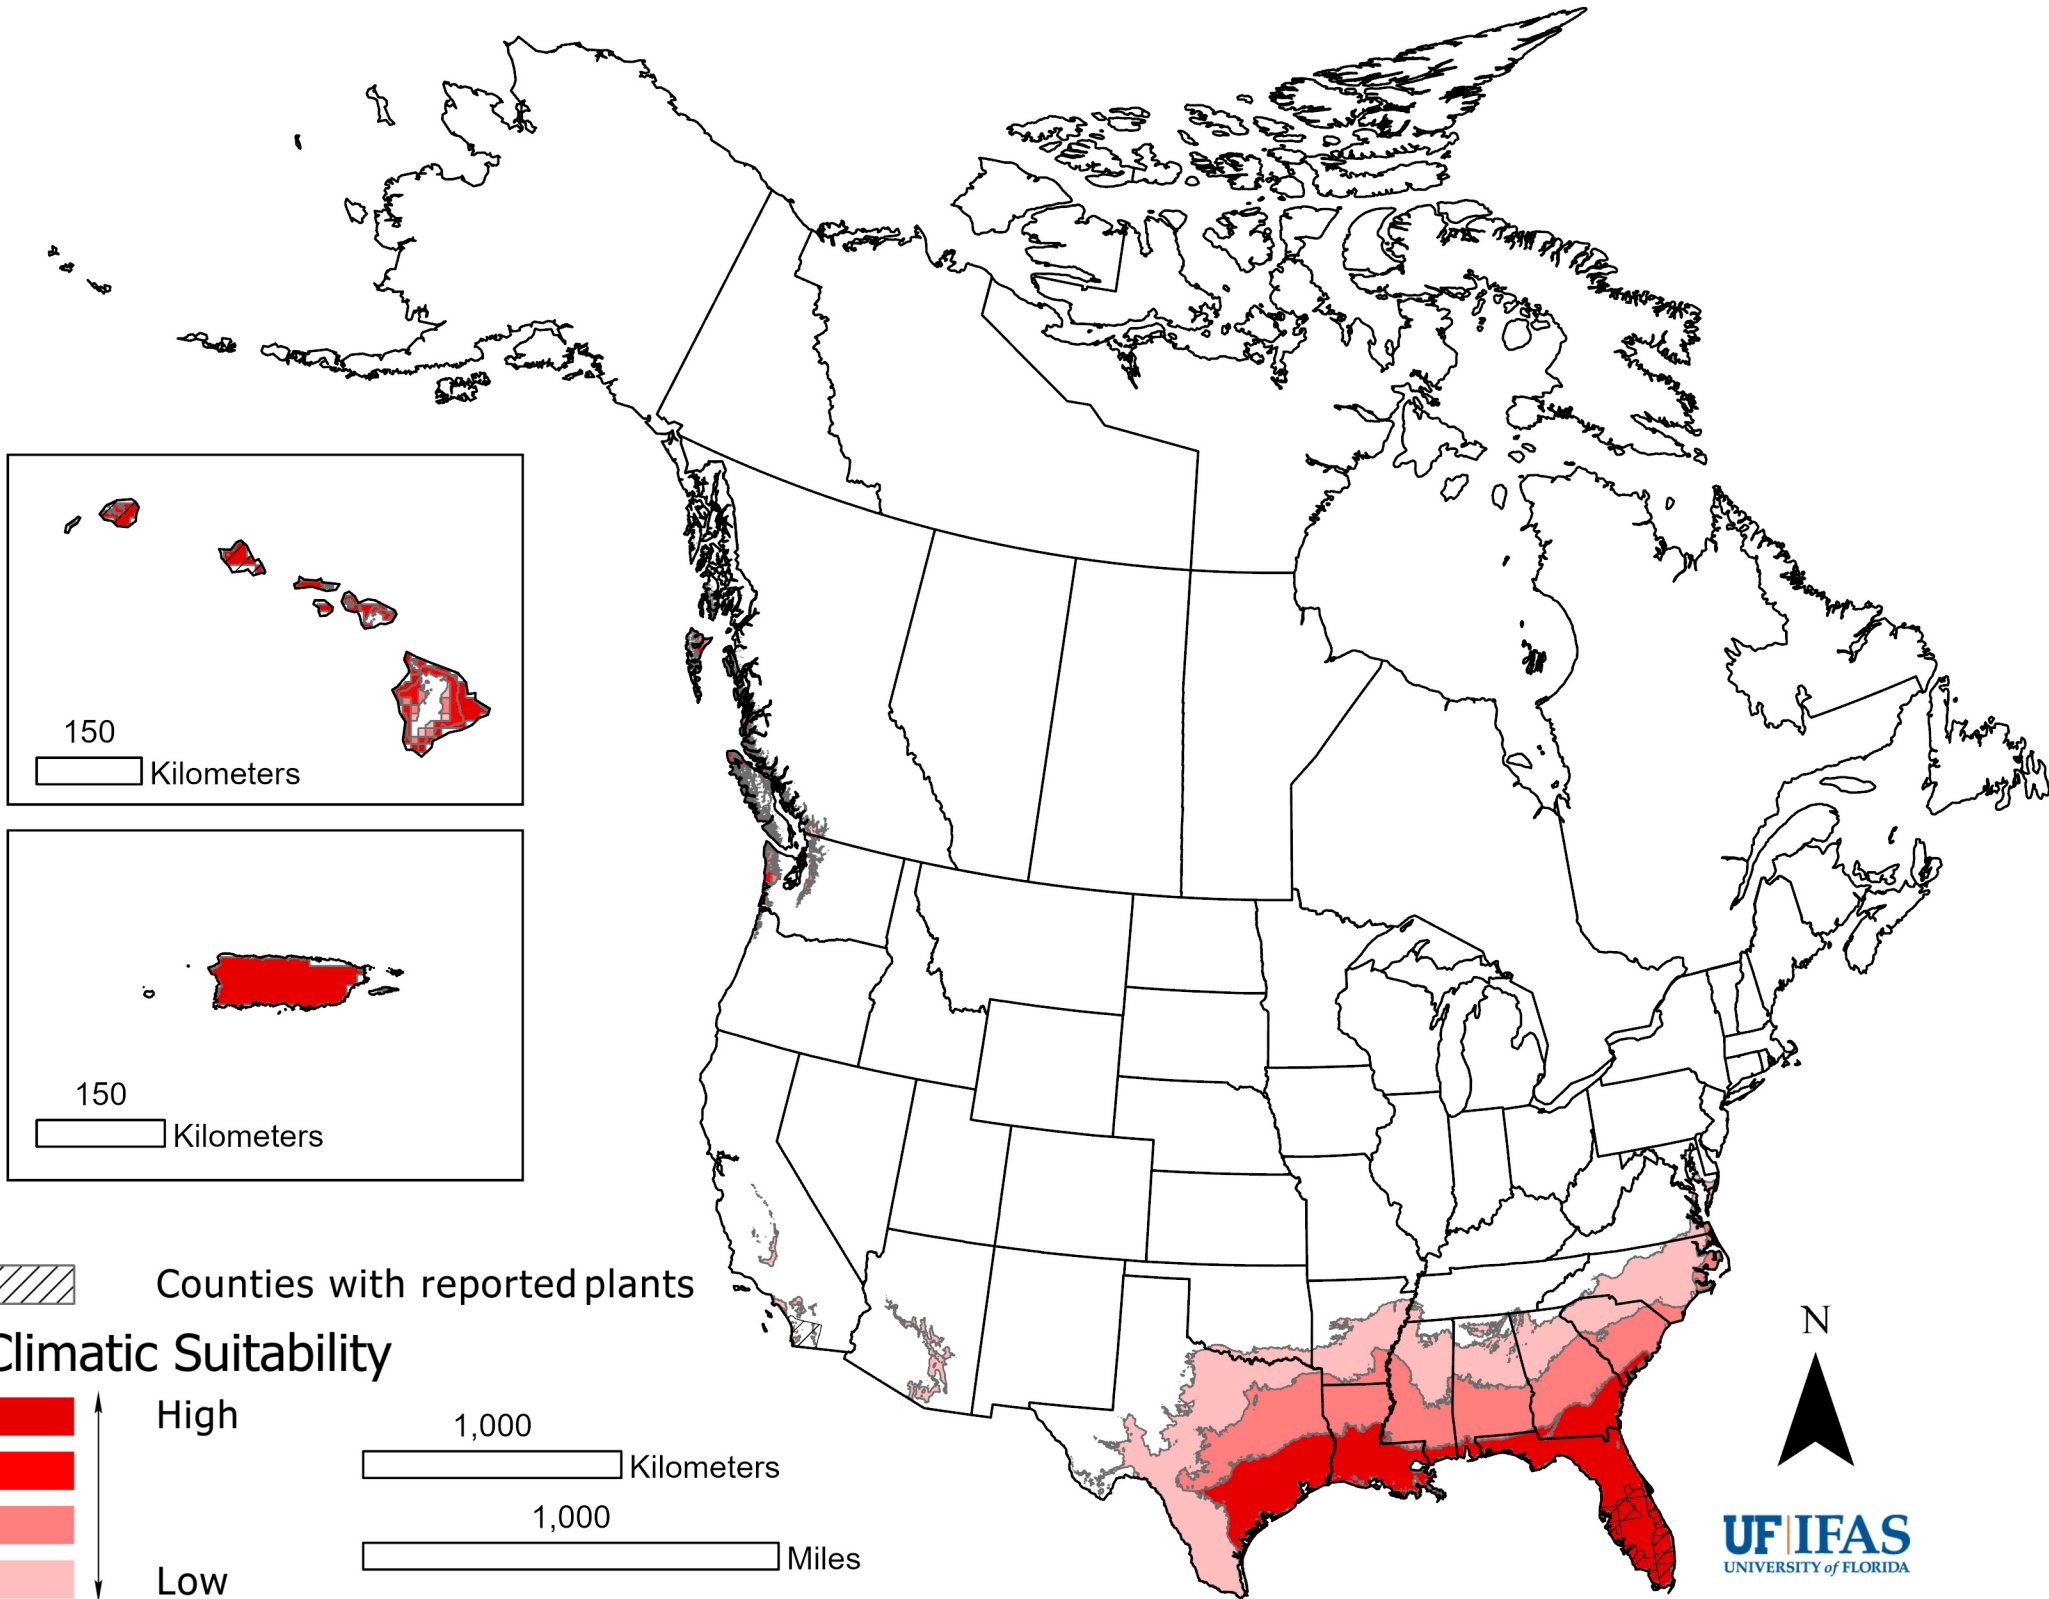 150
Kilometers
150
Kilometers
Counties with reported plants
Climatic Suitability
High
Low
1,000
Kilometers
1,000
Miles
N
UF|IFAS
UNIVERSITY of FLORIDA